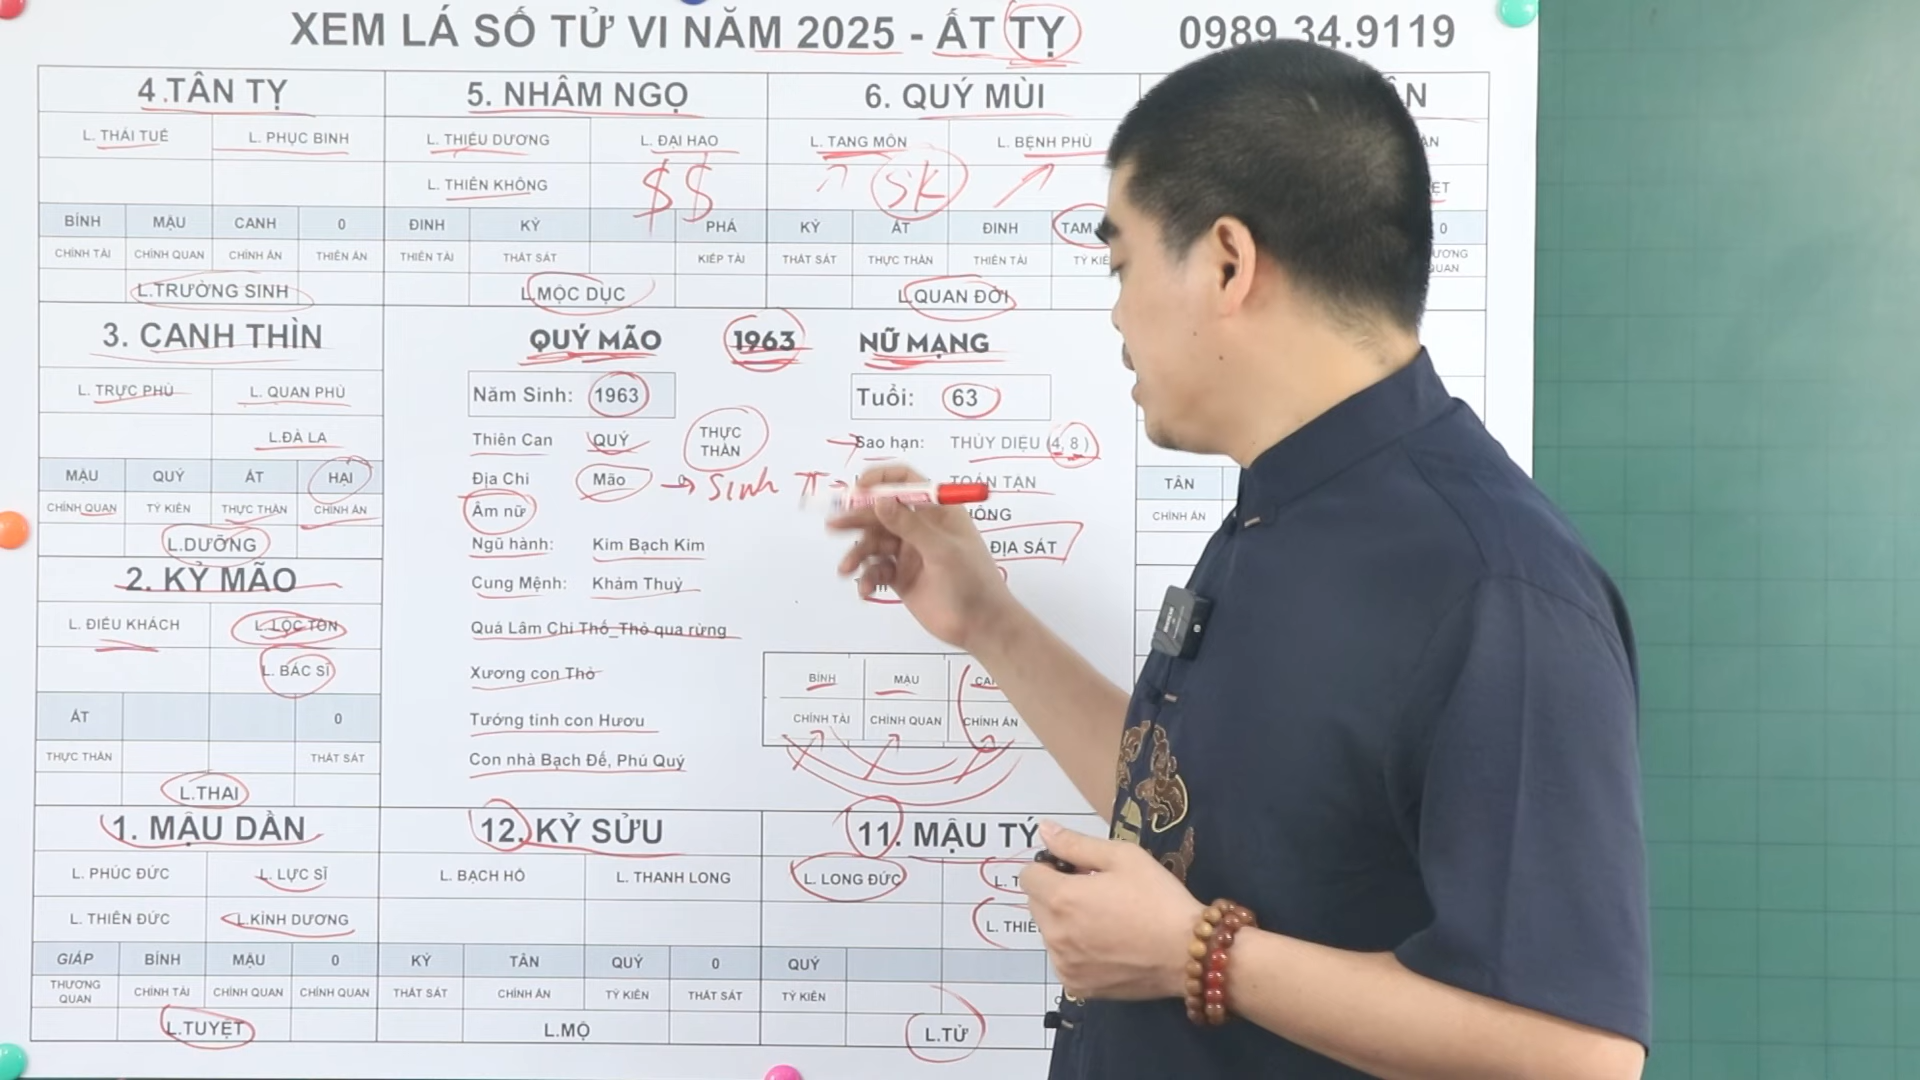 XEM LÁ SỐ TỬ VI NĂM 2025 - ẤT TỴ
0989.34.9119
4.TÂN TỴ
L. THÁI TUẾ
L. PHỤC BINH
BÍNH MẬU CANH 0
CHÍNH TÀI CHÍNH QUAN CHÍNH ẤN THIÊN ẤN
L.TRƯỜNG SINH
5. NHÂM NGỌ
L. THIẾU DƯƠNG
L. ĐẠI HAO
L. THIÊN KHÔNG
$$
ĐINH KỶ PHÁ
THIÊN TÀI THẤT SÁT KIẾP TÀI
L.MỘC DỤC
6. QUÝ MÙI
L. TANG MÔN
L. BỆNH PHÙ
SK
KỶ ẤT ĐINH TAM
THẤT SÁT THỰC THẦN THIÊN TÀI
L.QUAN ĐỚI
0
QUAN
3. CANH THÌN
L. TRỰC PHÙ
L. QUAN PHÙ
L.ĐÀ LA
MẬU QUÝ ẤT HẠI
CHÍNH QUAN TỶ KIÊN THỰC THẦN CHÍNH ẤN
L.DƯỠNG
QUÝ MÃO 1963 NỮ MẠNG
Năm Sinh: 1963
Tuổi: 63
Thiên Can QUÝ
THỰC THẦN
Sao hạn: THỦY DIỆU (4, 8 )
Địa Chi Mão
Sinh
TOÁN TẬN
Âm nữ
Ngũ hành: Kim Bạch Kim
ĐỊA SÁT
Cung Mệnh: Khảm Thuỷ
Quá Lâm Chi Thố_Thỏ qua rừng
Xương con Thỏ
Tướng tinh con Hươu
Con nhà Bạch Đế, Phú Quý
BÍNH MẬU
CHÍNH TÀI CHÍNH QUAN CHÍNH ẤN
TÂN
CHÍNH ẤN
2. KỶ MÃO
L. ĐIẾU KHÁCH
L. LỘC TỒN
L. BÁC SĨ
ẤT 0
THỰC THẦN THẤT SÁT
L.THAI
1. MẬU DẦN
L. PHÚC ĐỨC
L. LỰC SĨ
L. THIÊN ĐỨC
L.KÌNH DƯƠNG
GIÁP BÍNH MẬU 0
THƯƠNG QUAN CHÍNH TÀI CHÍNH QUAN CHÍNH QUAN
L.TUYỆT
12. KỶ SỬU
L. BẠCH HỔ
L. THANH LONG
KỶ TÂN QUÝ 0
THẤT SÁT CHÍNH ẤN TỶ KIÊN THẤT SÁT
L.MỘ
11. MẬU TÝ
L. LONG ĐỨC
QUÝ
TỶ KIÊN
L.TỬ